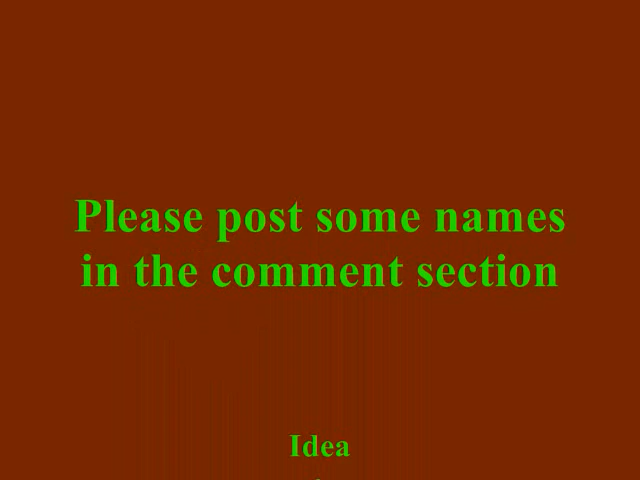 Please post some names
in the comment section
Idea